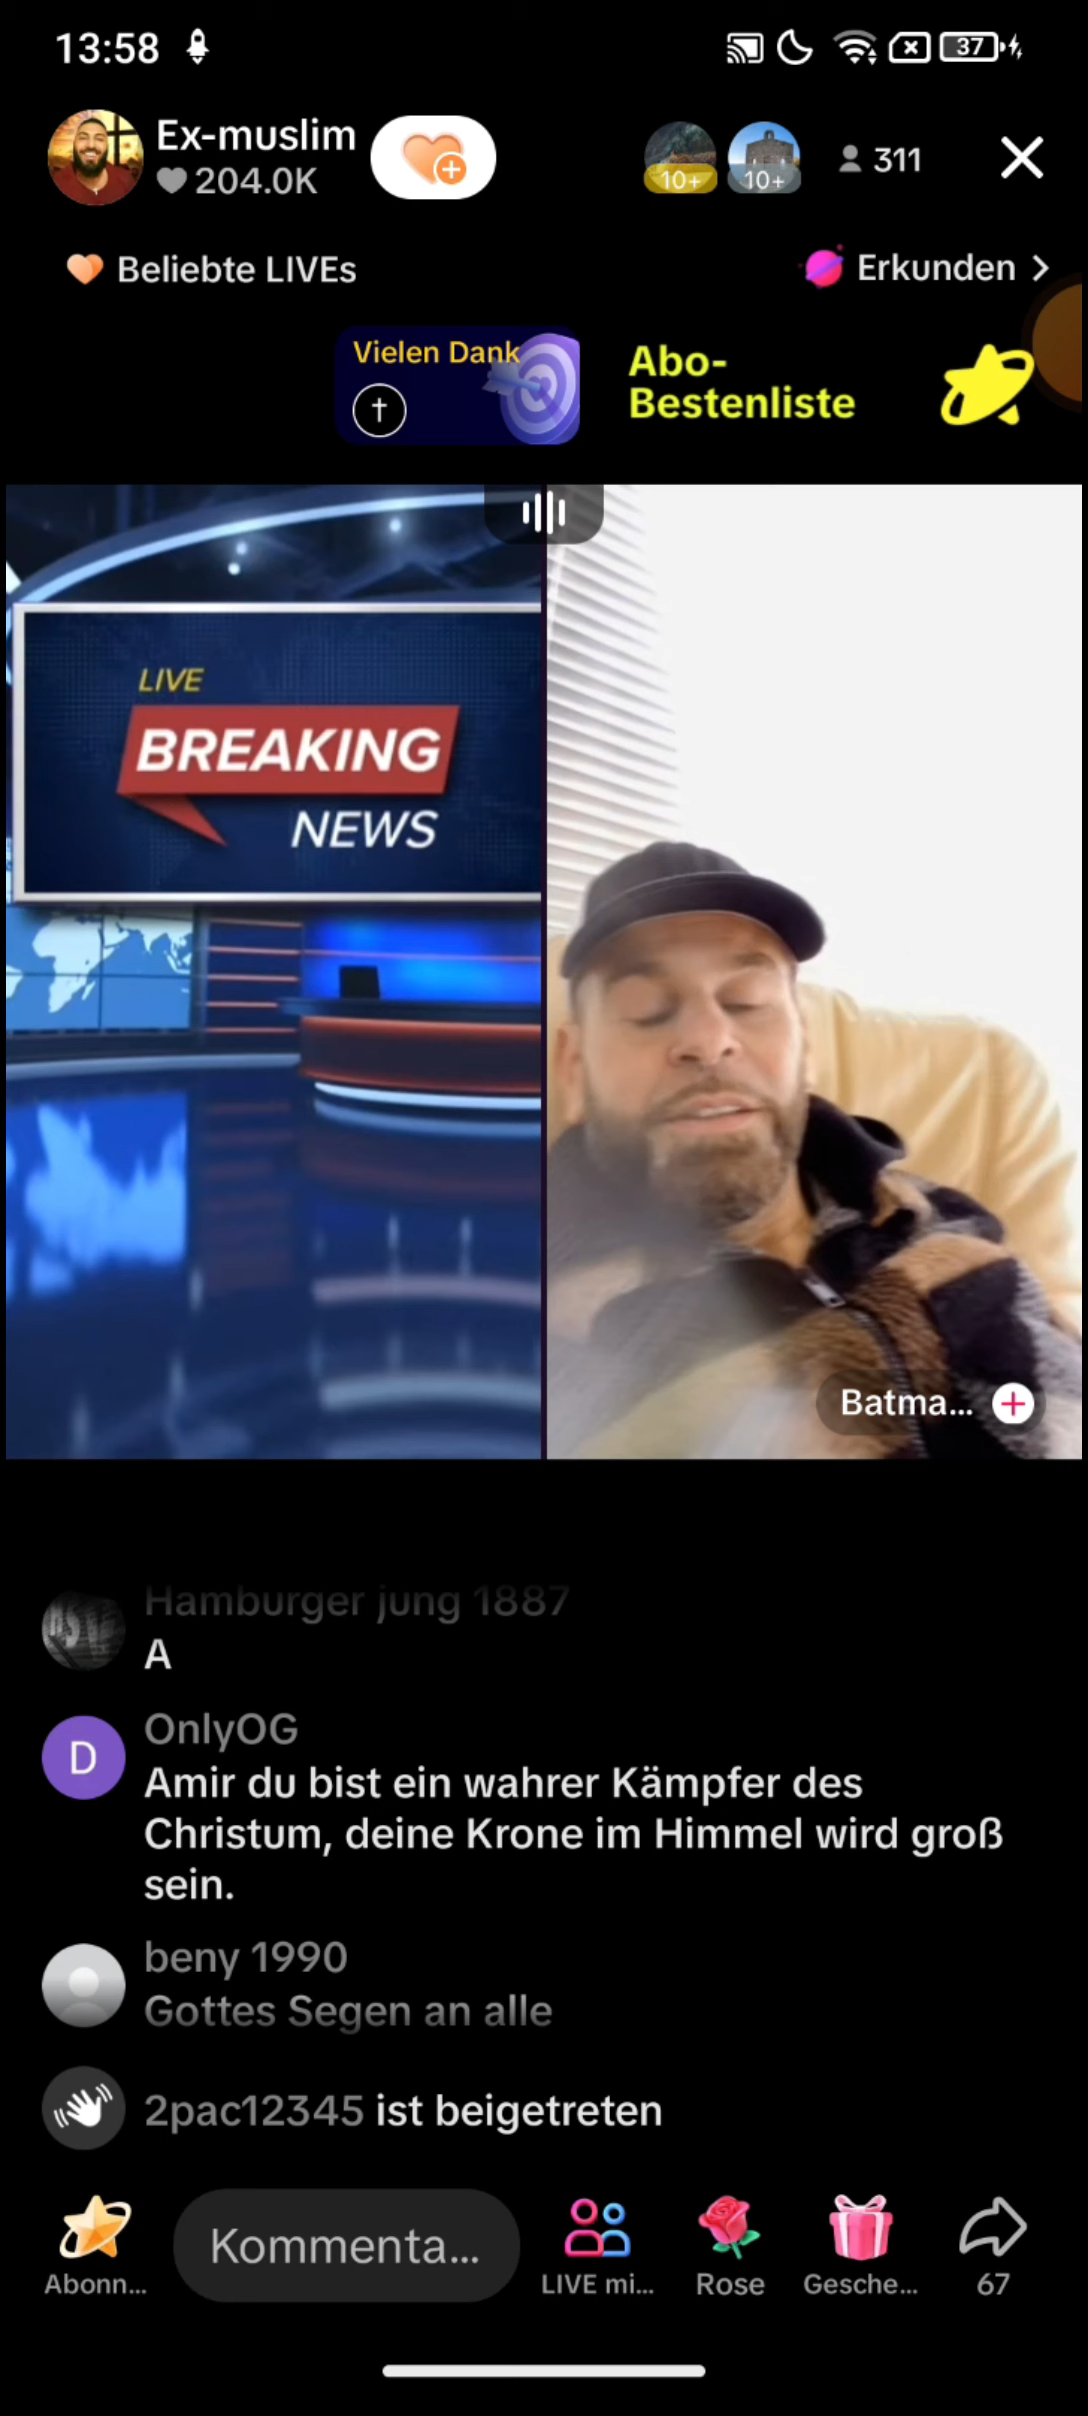 13:58
37
Ex-muslim
204.0K
10+
10+
311
Beliebte LIVEs
Erkunden
Vielen Dank
Abo-
Bestenliste
LIVE
BREAKING
NEWS
Batma...
Hamburger jung 1887
A
D
OnlyOG
Amir du bist ein wahrer Kämpfer des
Christum, deine Krone im Himmel wird groß
sein.
beny 1990
Gottes Segen an alle
2pac12345 ist beigetreten
Kommenta...
Abonn...
LIVE mi...
Rose
Gesche...
67